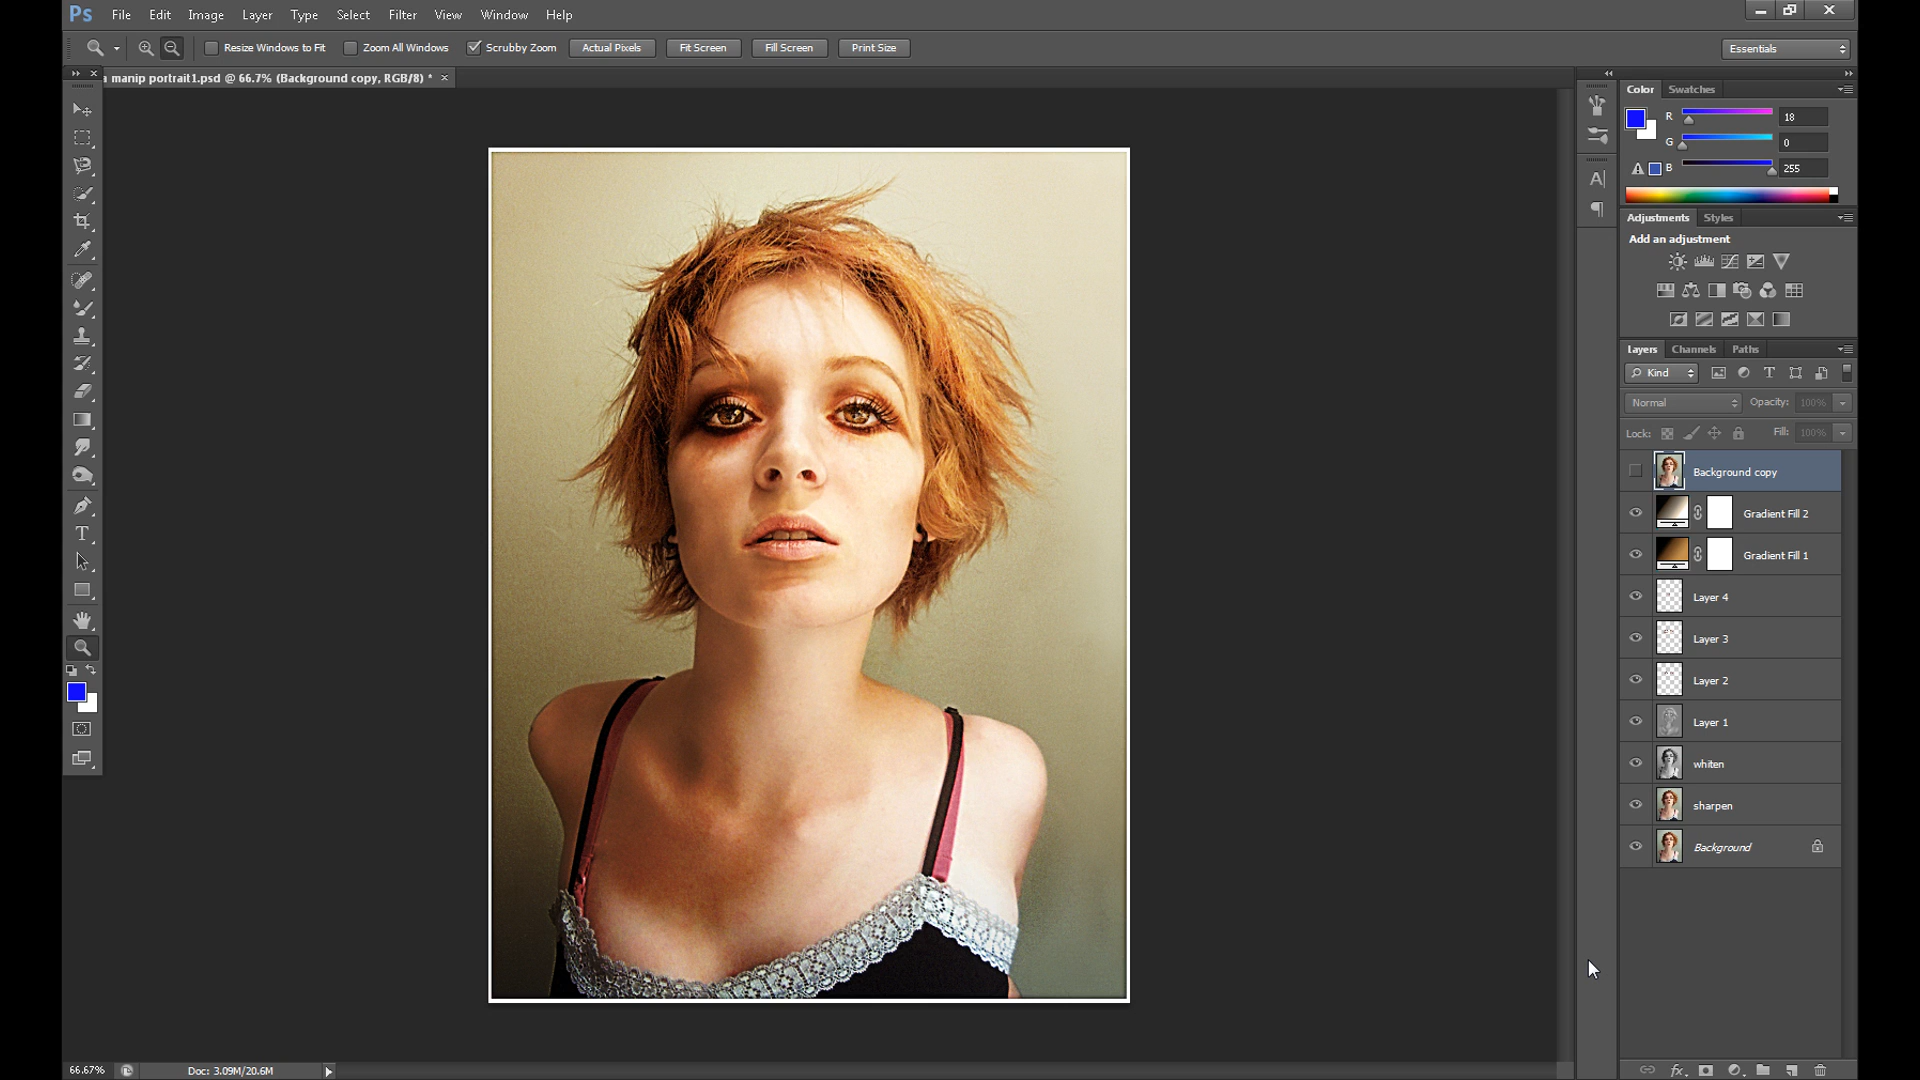 Ps File Edit Image Layer Type Select Filter View Window Help
Resize Windows to Fit Zoom All Windows Scrubby Zoom Actual Pixels Fit Screen Fill Screen Print Size Essentials
a manip portrait1.psd @ 66.7% (Background copy, RGB/8) *
Color Swatches
R 18
G 0
B 255
Adjustments Styles
Add an adjustment
Layers Channels Paths
Kind
Normal Opacity: 100%
Lock: Fill: 100%
Background copy
Gradient Fill 2
Gradient Fill 1
Layer 4
Layer 3
Layer 2
Layer 1
whiten
sharpen
Background
66.67% Doc: 3.09M/20.6M